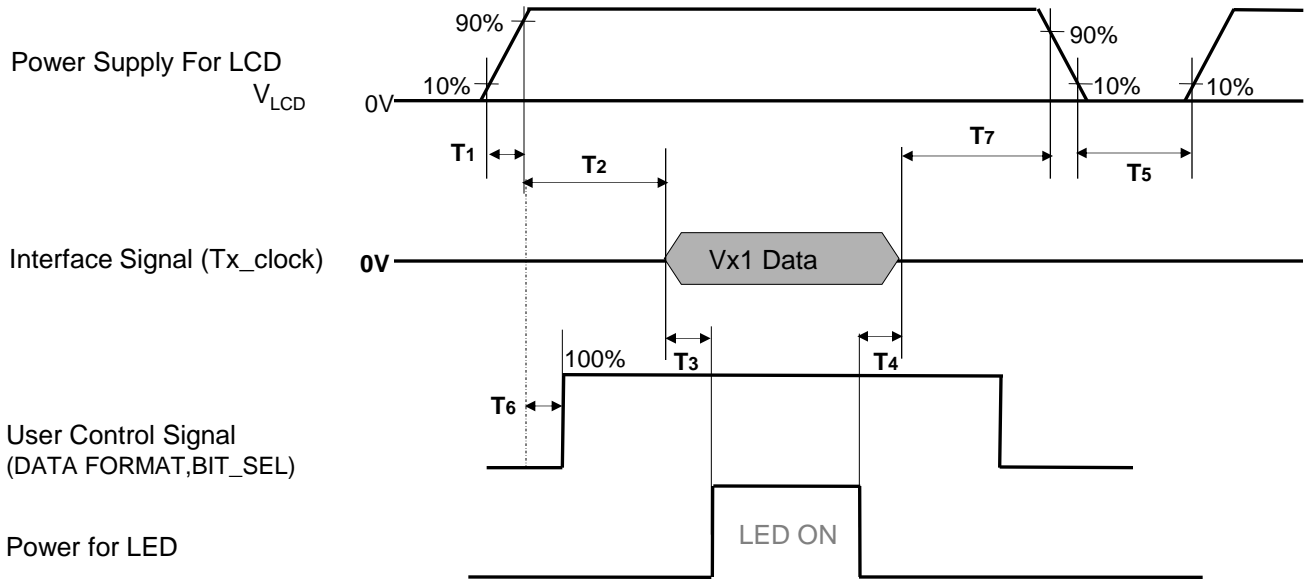 90%
90%
Power Supply For LCD
10%
10%
10%
VLCD
0V
T1
T2
T7
T5
Interface Signal (Tx_clock)
0V
Vx1 Data
100%
T3
T4
T6
User Control Signal
(DATA FORMAT,BIT_SEL)
LED ON
Power for LED